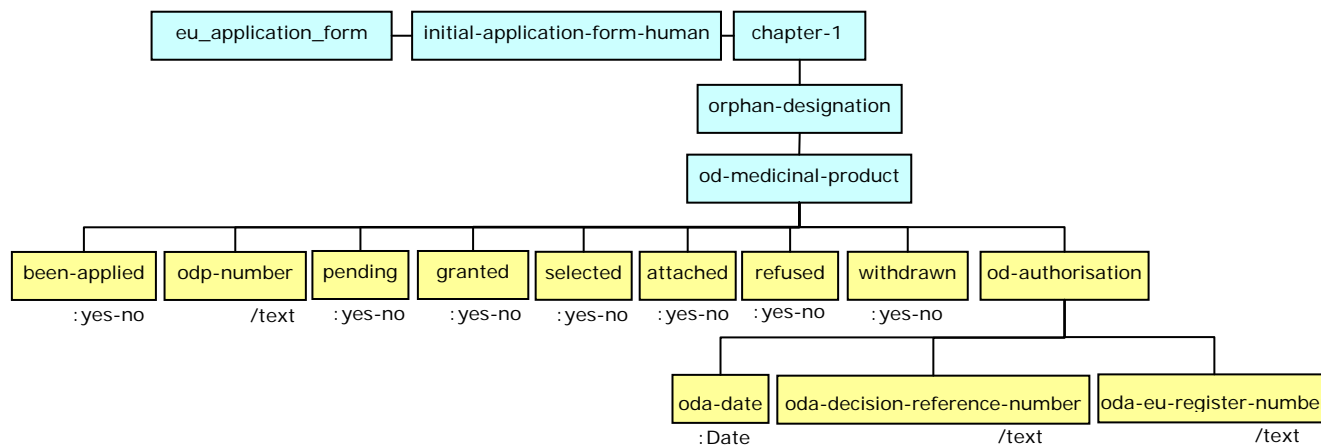 eu_application_form initial-application-form-human chapter-1
orphan-designation
od-medicinal-product
been-applied odp-number pending granted selected attached refused withdrawn od-authorisation
:yes-no /text :yes-no :yes-no :yes-no :yes-no :yes-no :yes-no
oda-date oda-decision-reference-number oda-eu-register-numbe
:Date /text /text